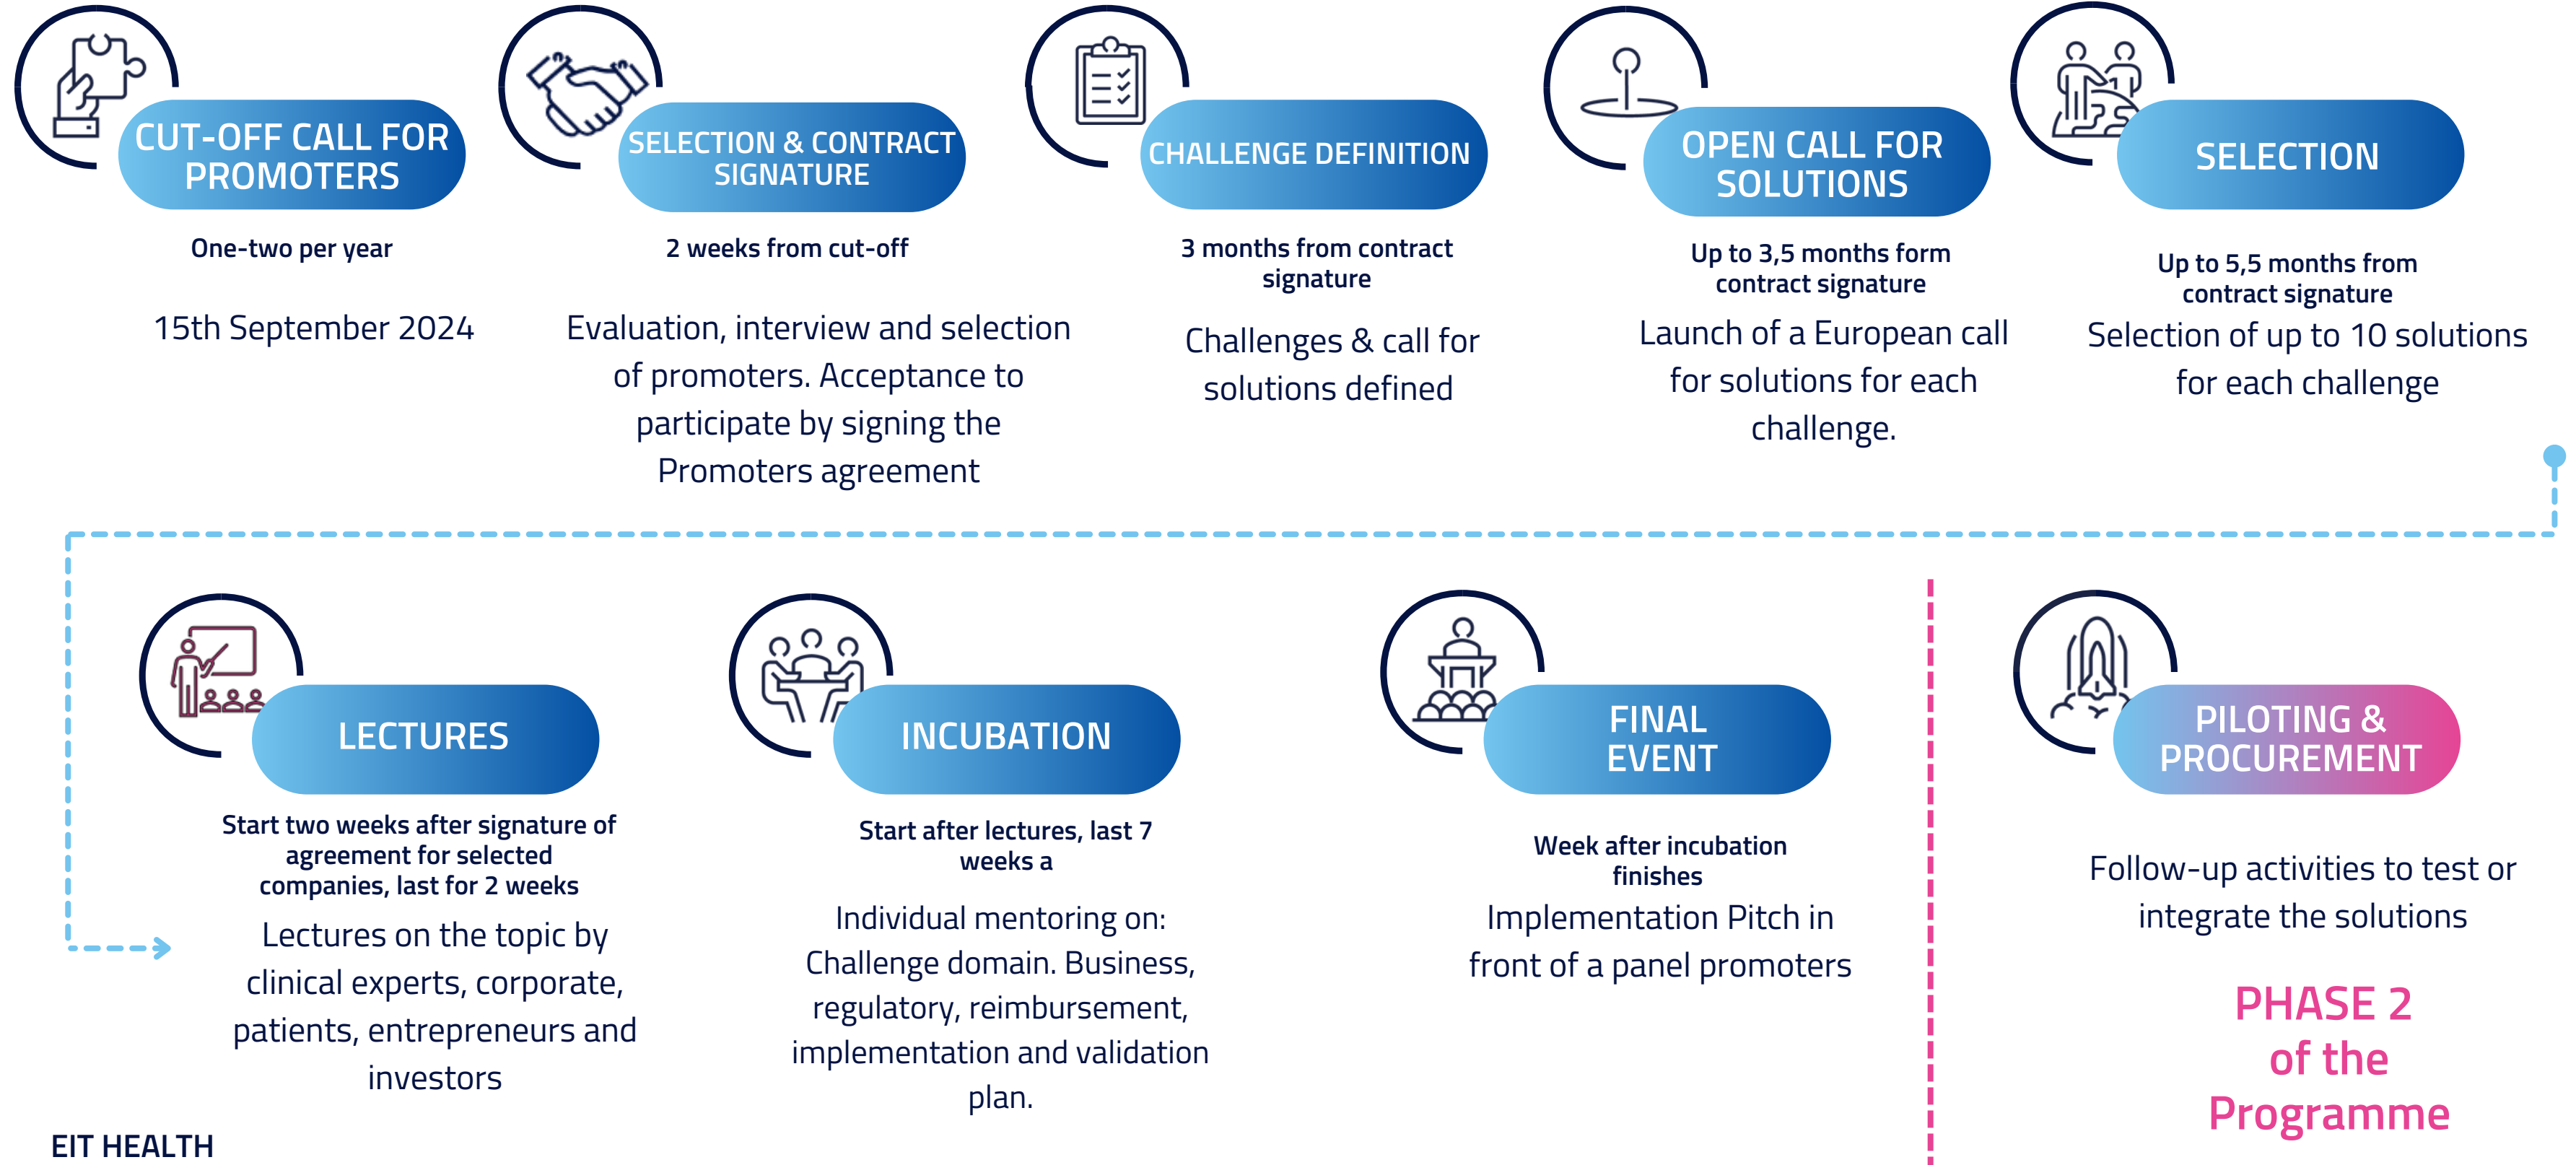 CUT-OFF CALL FOR
PROMOTERS
One-two per year
15th September 2024
SELECTION & CONTRACT
SIGNATURE
2 weeks from cut-off
Evaluation, interview and selection
of promoters. Acceptance to
participate by signing the
Promoters agreement
CHALLENGE DEFINITION
3 months from contract
signature
Challenges & call for
solutions defined
OPEN CALL FOR
SOLUTIONS
Up to 3,5 months form
contract signature
Launch of a European call
for solutions for each
challenge.
SELECTION
Up to 5,5 months from
contract signature
Selection of up to 10 solutions
for each challenge
LECTURES
Start two weeks after signature of
agreement for selected
companies, last for 2 weeks
Lectures on the topic by
clinical experts, corporate,
patients, entrepreneurs and
investors
INCUBATION
Start after lectures, last 7
weeks a
Individual mentoring on:
Challenge domain. Business,
regulatory, reimbursement,
implementation and validation
plan.
FINAL
EVENT
Week after incubation
finishes
Implementation Pitch in
front of a panel promoters
PILOTING &
PROCUREMENT
Follow-up activities to test or
integrate the solutions
PHASE 2
of the
Programme
EIT HEALTH